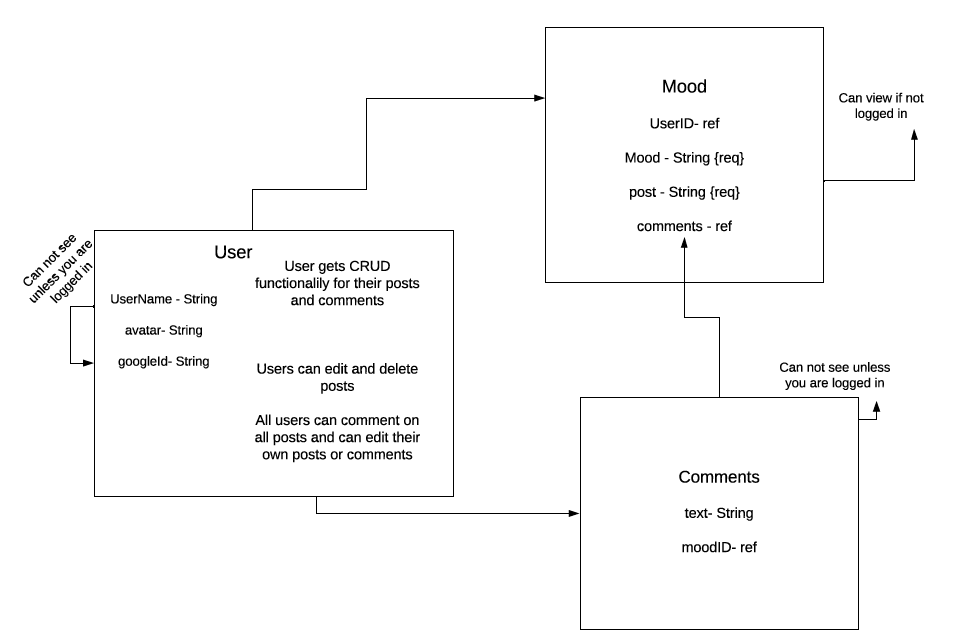 Mood
UserID- ref
Mood - String {req}
post - String {req}
comments - ref
Can view if not
logged in
Can not see
unless you are
logged in
User
UserName - String
avatar- String
googleId- String
User gets CRUD
functionalily for their posts
and comments
Users can edit and delete
posts
All users can comment on
all posts and can edit their
own posts or comments
Can not see unless
you are logged in
Comments
text- String
moodID- ref